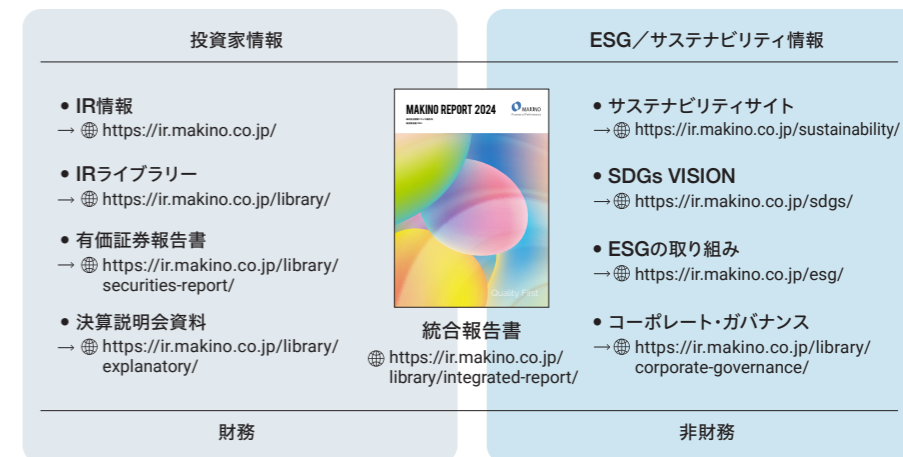 投資家情報
• IR情報
→ https://ir.makino.co.jp/
• IRライブラリー
→ https://ir.makino.co.jp/library/
• 有価証券報告書
→ https://ir.makino.co.jp/library/
securities-report/
• 決算説明会資料
→ https://ir.makino.co.jp/library/
explanatory/
財務
MAKINO REPORT 2024
MAKINO
Quality First
統合報告書
https://ir.makino.co.jp/
library/integrated-report/
ESG／サステナビリティ情報
• サステナビリティサイト
→ https://ir.makino.co.jp/sustainability/
• SDGs VISION
→ https://ir.makino.co.jp/sdgs/
• ESGの取り組み
→ https://ir.makino.co.jp/esg/
• コーポレート・ガバナンス
→ https://ir.makino.co.jp/library/
corporate-governance/
非財務